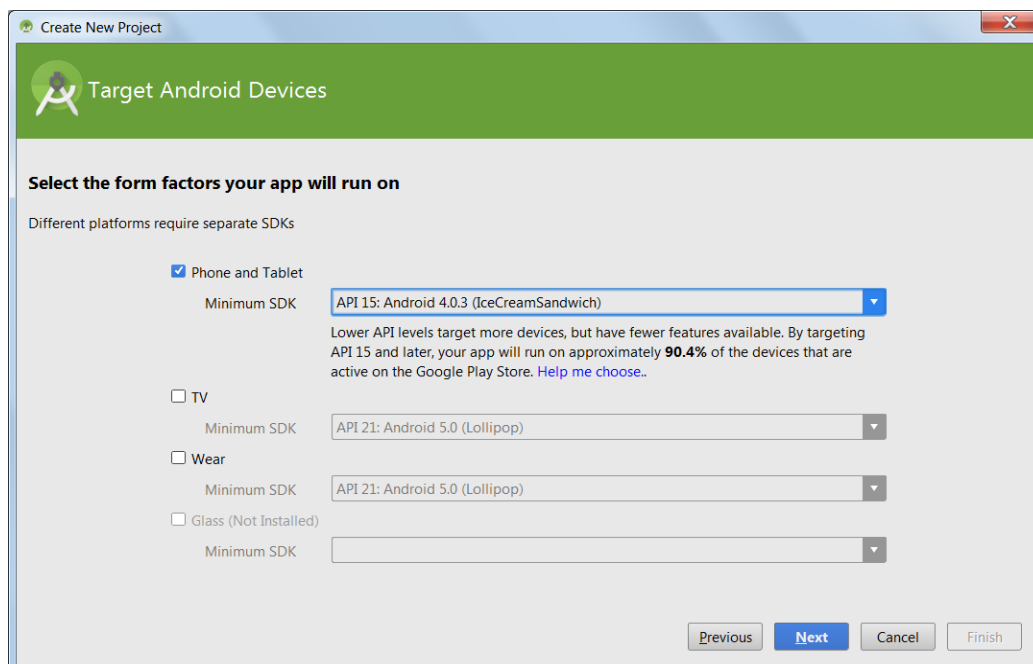 Create New Project
Target Android Devices
Select the form factors your app will run on
Different platforms require separate SDKs
Phone and Tablet
Minimum SDK API 15: Android 4.0.3 (IceCreamSandwich)
Lower API levels target more devices, but have fewer features available. By targeting
API 15 and later, your app will run on approximately 90.4% of the devices that are
active on the Google Play Store. Help me choose..
TV
Minimum SDK API 21: Android 5.0 (Lollipop)
Wear
Minimum SDK API 21: Android 5.0 (Lollipop)
Glass (Not Installed)
Minimum SDK
Previous Next Cancel Finish